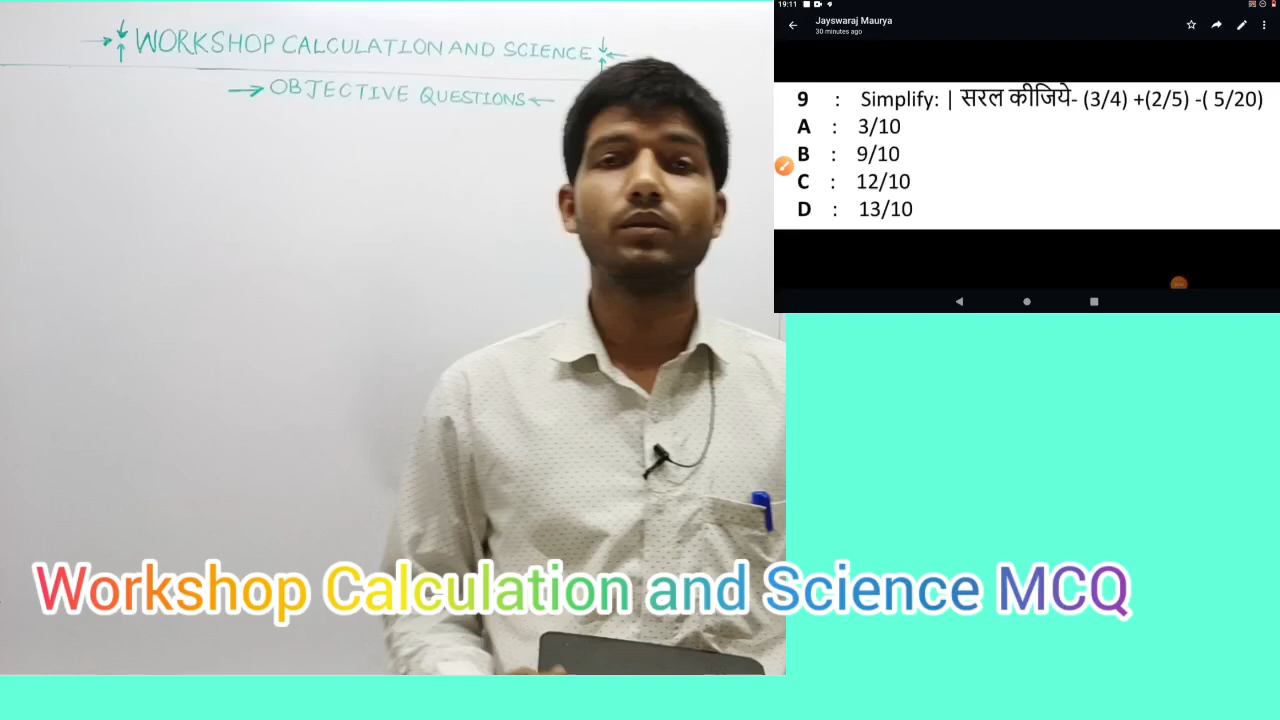 WORKSHOP CALCULATION AND SCIENCE
OBJECTIVE QUESTIONS
19:11
Jayswaraj Maurya
30 minutes ago
9 : Simplify: | सरल कीजिये- (3/4) +(2/5) -( 5/20)
A : 3/10
B : 9/10
C : 12/10
D : 13/10
Workshop Calculation and Science MCQ